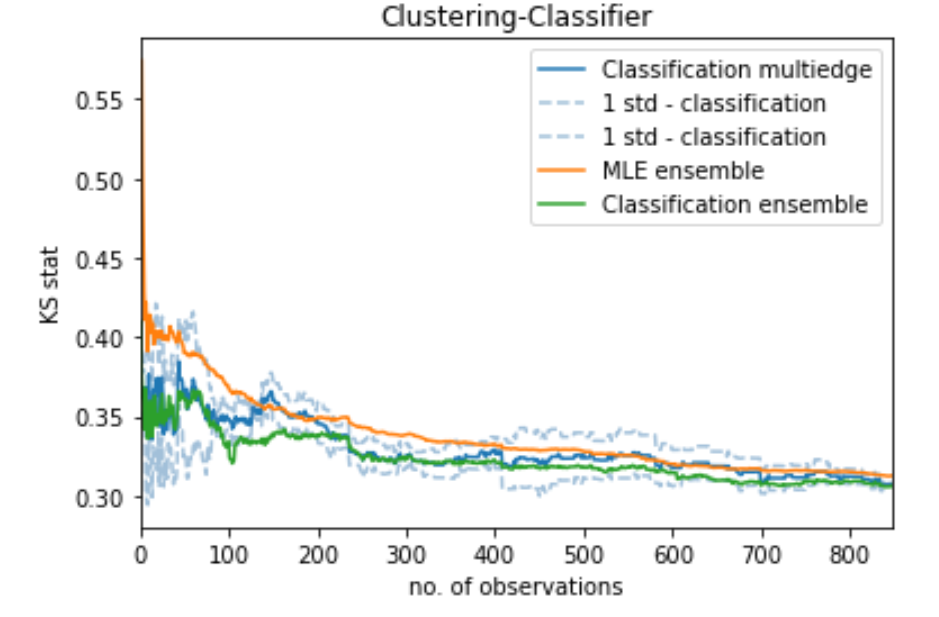 Clustering-Classifier
Classification multiedge
1 std - classification
1 std - classification
MLE ensemble
Classification ensemble
KS stat
0.55
0.50
0.45
0.40
0.35
0.30
0 100 200 300 400 500 600 700 800
no. of observations